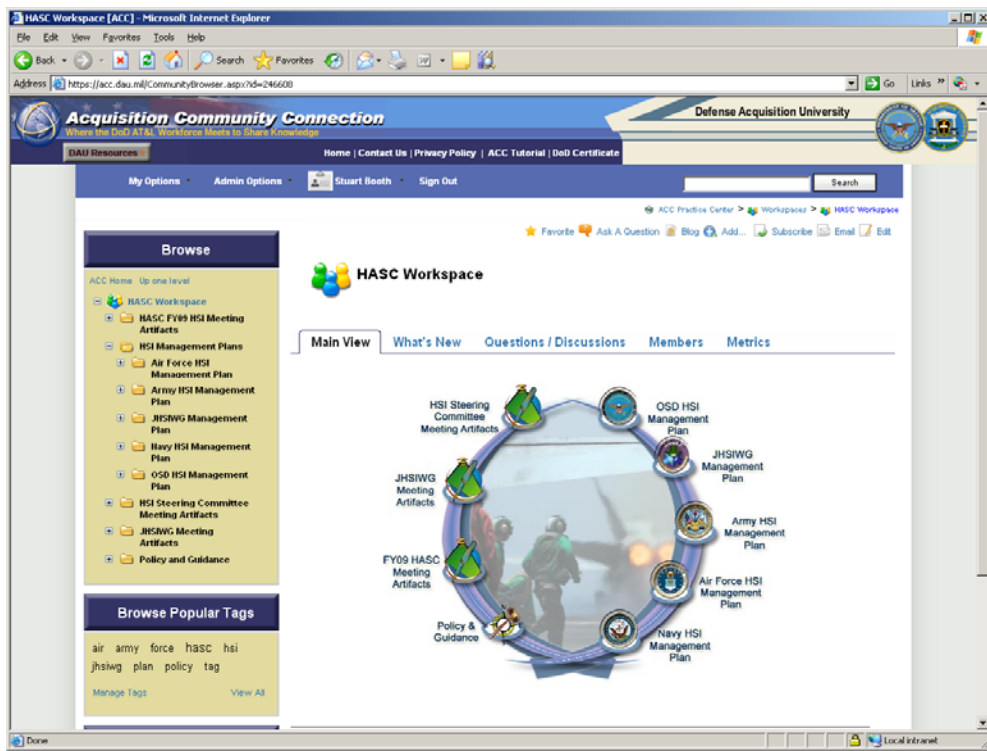 HASC Workspace [ACC] - Microsoft Internet Explorer
File Edit View Favorites Tools Help
Back Search Favorites
Address https://acc.dau.mil/CommunityBrowser.aspx?id=246608 Go Links »
Acquisition Community Connection
Where the DoD AT&L Workforce Meets to Share Knowledge
Defense Acquisition University
DAU Resources
Home | Contact Us | Privacy Policy | ACC Tutorial | DoD Certificate
My Options Admin Options Stuart Booth Sign Out Search
ACC Practice Center > Workspaces > HASC Workspace
Favorite Ask A Question Blog Add... Subscribe Email Edit
Browse
ACC Home Up one level
HASC Workspace
HASC FY09 HSI Meeting
Artifacts
HSI Management Plans
Air Force HSI
Management Plan
Army HSI Management
Plan
JHSIWG Management
Plan
Navy HSI Management
Plan
OSD HSI Management
Plan
HSI Steering Committee
Meeting Artifacts
JHSIWG Meeting
Artifacts
Policy and Guidance
Browse Popular Tags
air army force hasc hsi
jhsiwg plan policy tag
Manage Tags View All
HASC Workspace
Main View What's New Questions / Discussions Members Metrics
HSI Steering
Committee
Meeting Artifacts
OSD HSI
Management
Plan
JHSIWG
Meeting
Artifacts
JHSIWG
Management
Plan
Army HSI
Management
Plan
FY09 HASC
Meeting
Artifacts
Air Force HSI
Management
Plan
Policy &
Guidance
Navy HSI
Management
Plan
Done
Local intranet